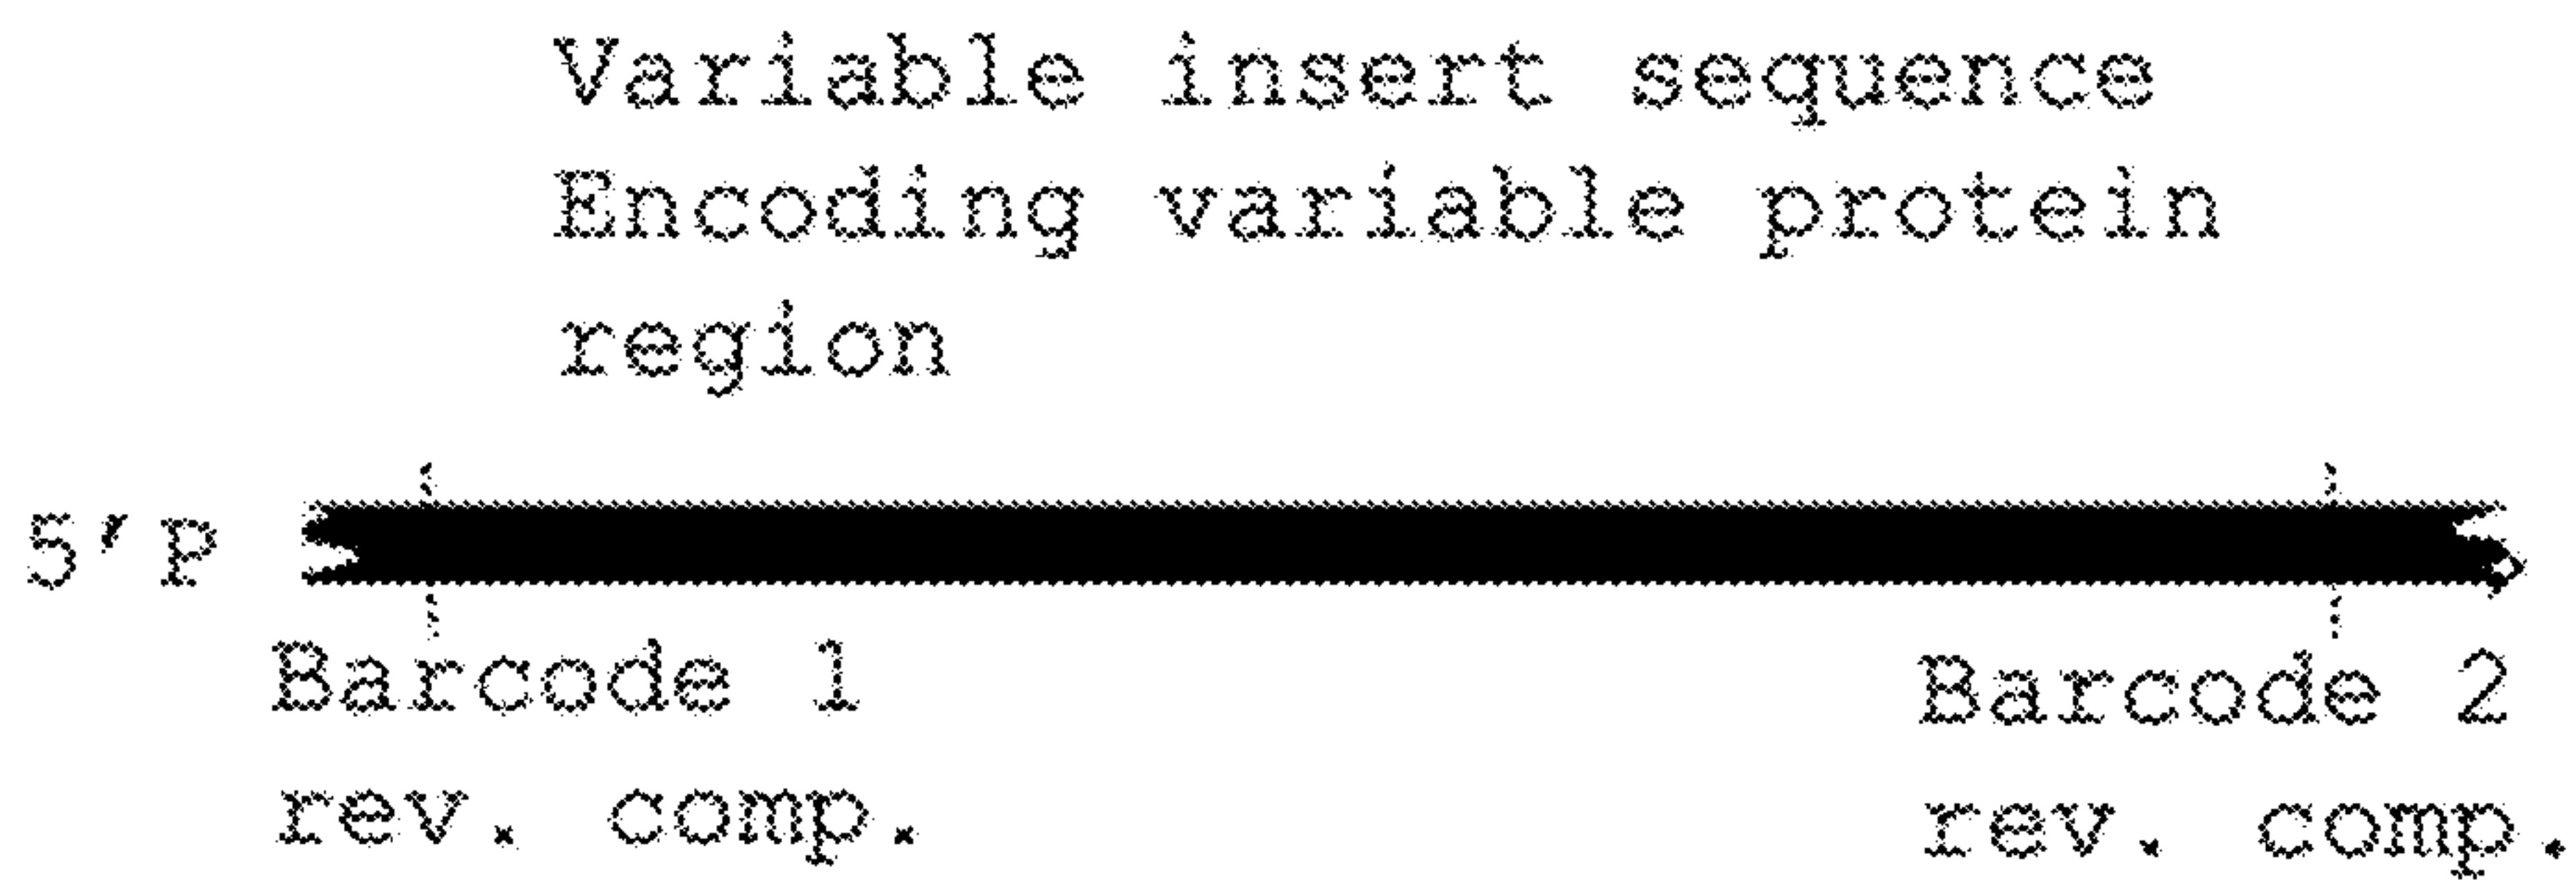 Variable insert sequence
Encoding variable protein
region
5'P
Barcode 1
rev. comp.
Barcode 2
rev. comp.